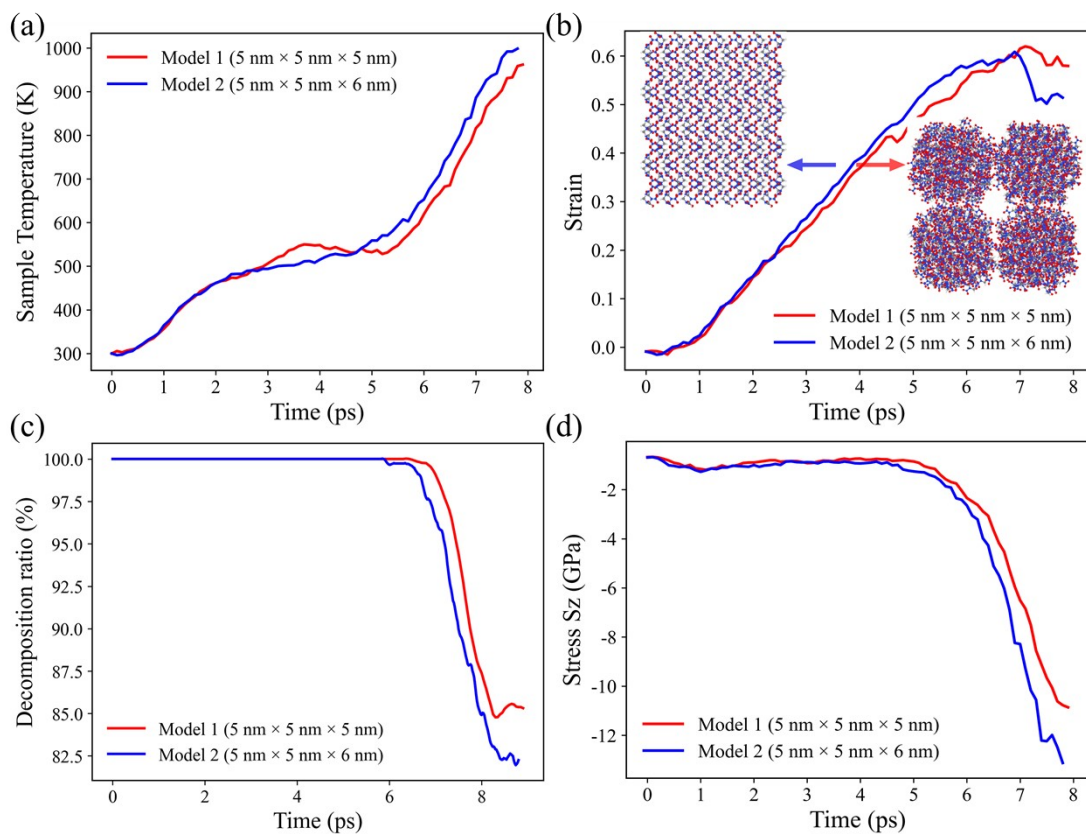 (a)
Sample Temperature (K)
1000
900
800
700
600
500
400
300
Model 1 (5 nm × 5 nm × 5 nm)
Model 2 (5 nm × 5 nm × 6 nm)
0 1 2 3 4 5 6 7 8
Time (ps)
(b)
Strain
0.6
0.5
0.4
0.3
0.2
0.1
0.0
Model 1 (5 nm × 5 nm × 5 nm)
Model 2 (5 nm × 5 nm × 6 nm)
0 1 2 3 4 5 6 7 8
Time (ps)
(c)
Decomposition ratio (%)
100.0
97.5
95.0
92.5
90.0
87.5
85.0
82.5
Model 1 (5 nm × 5 nm × 5 nm)
Model 2 (5 nm × 5 nm × 6 nm)
0 2 4 6 8
Time (ps)
(d)
Stress Sz (GPa)
-2
-4
-6
-8
-10
-12
Model 1 (5 nm × 5 nm × 5 nm)
Model 2 (5 nm × 5 nm × 6 nm)
0 1 2 3 4 5 6 7 8
Time (ps)